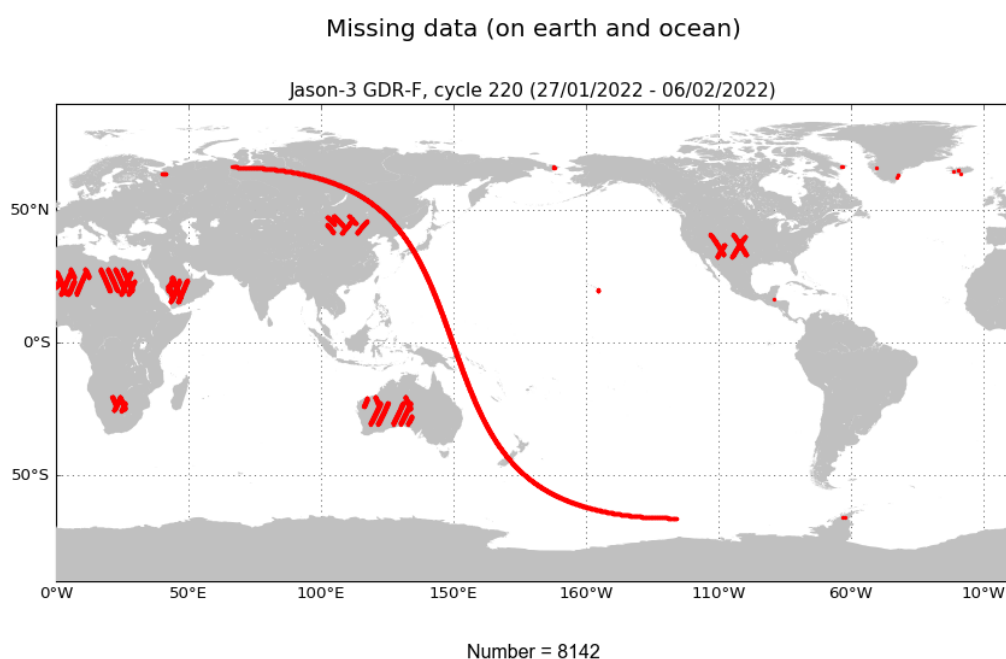 Missing data (on earth and ocean)
Jason-3 GDR-F, cycle 220 (27/01/2022 - 06/02/2022)
50°N
0°S
50°S
0°W
50°E
100°E
150°E
160°W
110°W
60°W
10°W
Number = 8142